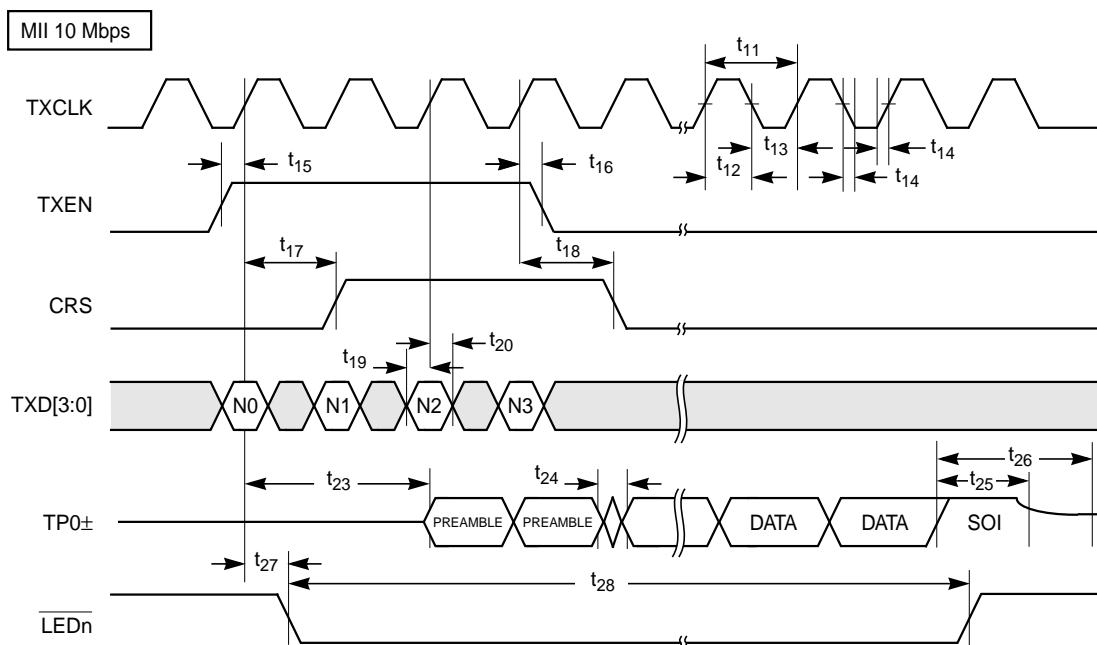 MII 10 Mbps
t11
TXCLK
t15
t16
t13
t14
t12
t14
TXEN
t17
t18
CRS
t19
t20
TXD[3:0]
N0
N1
N2
N3
t23
t24
t26
t25
TP0±
PREAMBLE
PREAMBLE
DATA
DATA
SOI
t27
t28
LEDn